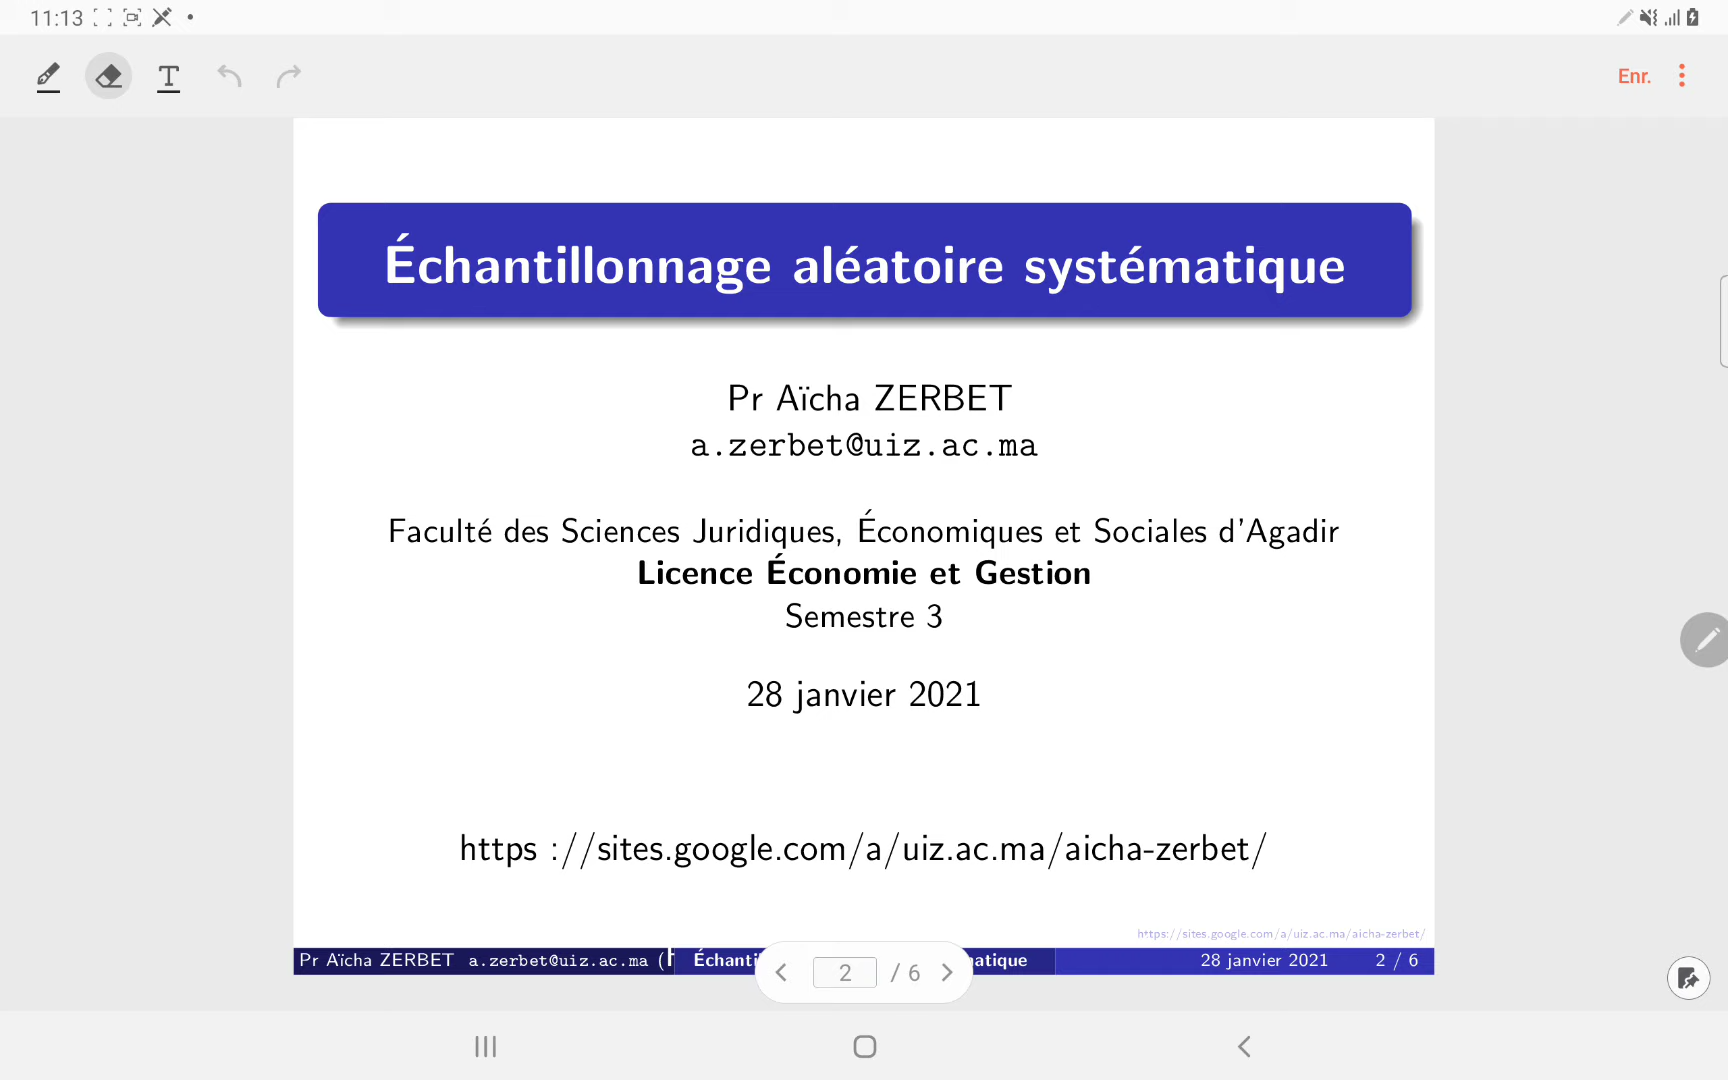 11:13
Enr.
Échantillonnage aléatoire systématique
Pr Aïcha ZERBET
a.zerbet@uiz.ac.ma
Faculté des Sciences Juridiques, Économiques et Sociales d'Agadir
Licence Économie et Gestion
Semestre 3
28 janvier 2021
https ://sites.google.com/a/uiz.ac.ma/aicha-zerbet/
https://sites.google.com/a/uiz.ac.ma/aicha-zerbet/
Pr Aïcha ZERBET a.zerbet@uiz.ac.ma (
Échanti
matique
28 janvier 2021 2 / 6
2 / 6